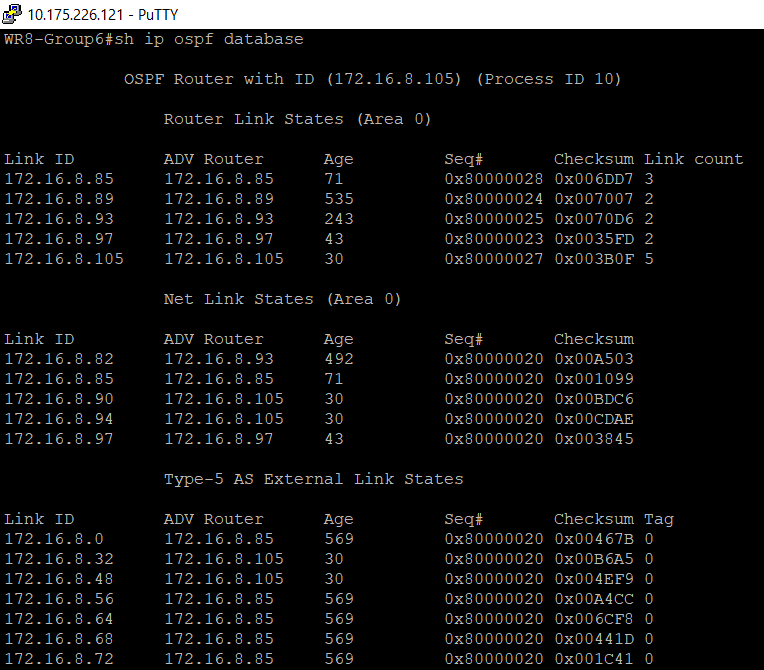 10.175.226.121 - PuTTY
WR8-Group6#sh ip ospf database
OSPF Router with ID (172.16.8.105) (Process ID 10)
Router Link States (Area 0)
Link ID ADV Router Age Seq# Checksum Link count
172.16.8.85 172.16.8.85 71 0x80000028 0x006DD7 3
172.16.8.89 172.16.8.89 535 0x80000024 0x007007 2
172.16.8.93 172.16.8.93 243 0x80000025 0x0070D6 2
172.16.8.97 172.16.8.97 43 0x80000023 0x0035FD 2
172.16.8.105 172.16.8.105 30 0x80000027 0x003B0F 5
Net Link States (Area 0)
Link ID ADV Router Age Seq# Checksum
172.16.8.82 172.16.8.93 492 0x80000020 0x00A503
172.16.8.85 172.16.8.85 71 0x80000020 0x001099
172.16.8.90 172.16.8.105 30 0x80000020 0x00BDC6
172.16.8.94 172.16.8.105 30 0x80000020 0x00CDAE
172.16.8.97 172.16.8.97 43 0x80000020 0x003845
Type-5 AS External Link States
Link ID ADV Router Age Seq# Checksum Tag
172.16.8.0 172.16.8.85 569 0x80000020 0x00467B 0
172.16.8.32 172.16.8.105 30 0x80000020 0x00B6A5 0
172.16.8.48 172.16.8.105 30 0x80000020 0x004EF9 0
172.16.8.56 172.16.8.85 569 0x80000020 0x00A4CC 0
172.16.8.64 172.16.8.85 569 0x80000020 0x006CF8 0
172.16.8.68 172.16.8.85 569 0x80000020 0x00441D 0
172.16.8.72 172.16.8.85 569 0x80000020 0x001C41 0